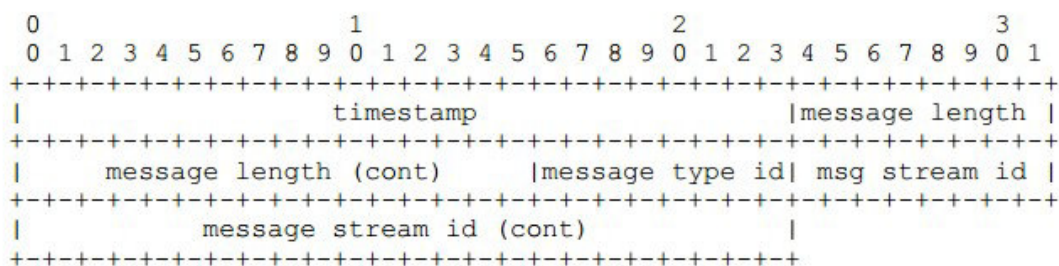 0                   1                   2                   3
 0 1 2 3 4 5 6 7 8 9 0 1 2 3 4 5 6 7 8 9 0 1 2 3 4 5 6 7 8 9 0 1
+-+-+-+-+-+-+-+-+-+-+-+-+-+-+-+-+-+-+-+-+-+-+-+-+-+-+-+-+-+-+-+-+
|                   timestamp                   |message length |
+-+-+-+-+-+-+-+-+-+-+-+-+-+-+-+-+-+-+-+-+-+-+-+-+-+-+-+-+-+-+-+-+
|     message length (cont)     |message type id| msg stream id |
+-+-+-+-+-+-+-+-+-+-+-+-+-+-+-+-+-+-+-+-+-+-+-+-+-+-+-+-+-+-+-+-+
|           message stream id (cont)            |
+-+-+-+-+-+-+-+-+-+-+-+-+-+-+-+-+-+-+-+-+-+-+-+-+